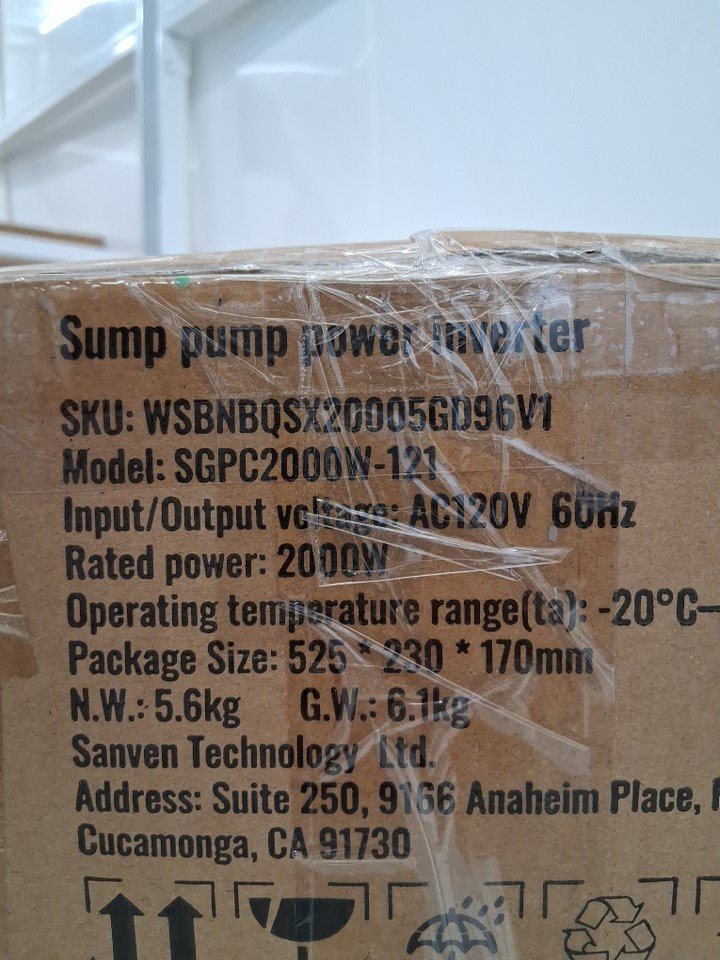 Sump pump power inverter
SKU: WSBNBQSX20005GD96V1
Model: SGPC2000W-121
Input/Output voltage: AC120V 60Hz
Rated power: 2000W
Operating temperature range(ta): -20°C–
Package Size: 525 * 230 * 170mm
N.W.: 5.6kg G.W.: 6.1kg
Sanven Technology Ltd.
Address: Suite 250, 9166 Anaheim Place,
Cucamonga, CA 91730